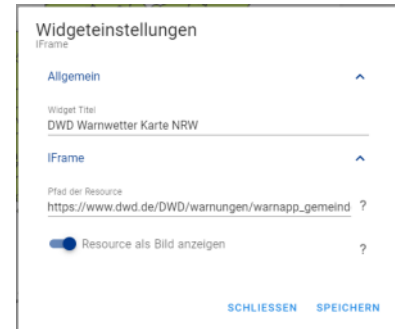 Widgeteinstellungen
IFrame
Allgemein
Widget Titel
DWD Warnwetter Karte NRW
IFrame
Pfad der Resource
https://www.dwd.de/DWD/warnungen/warnapp_gemeind ?
Resource als Bild anzeigen ?
SCHLIESSEN SPEICHERN